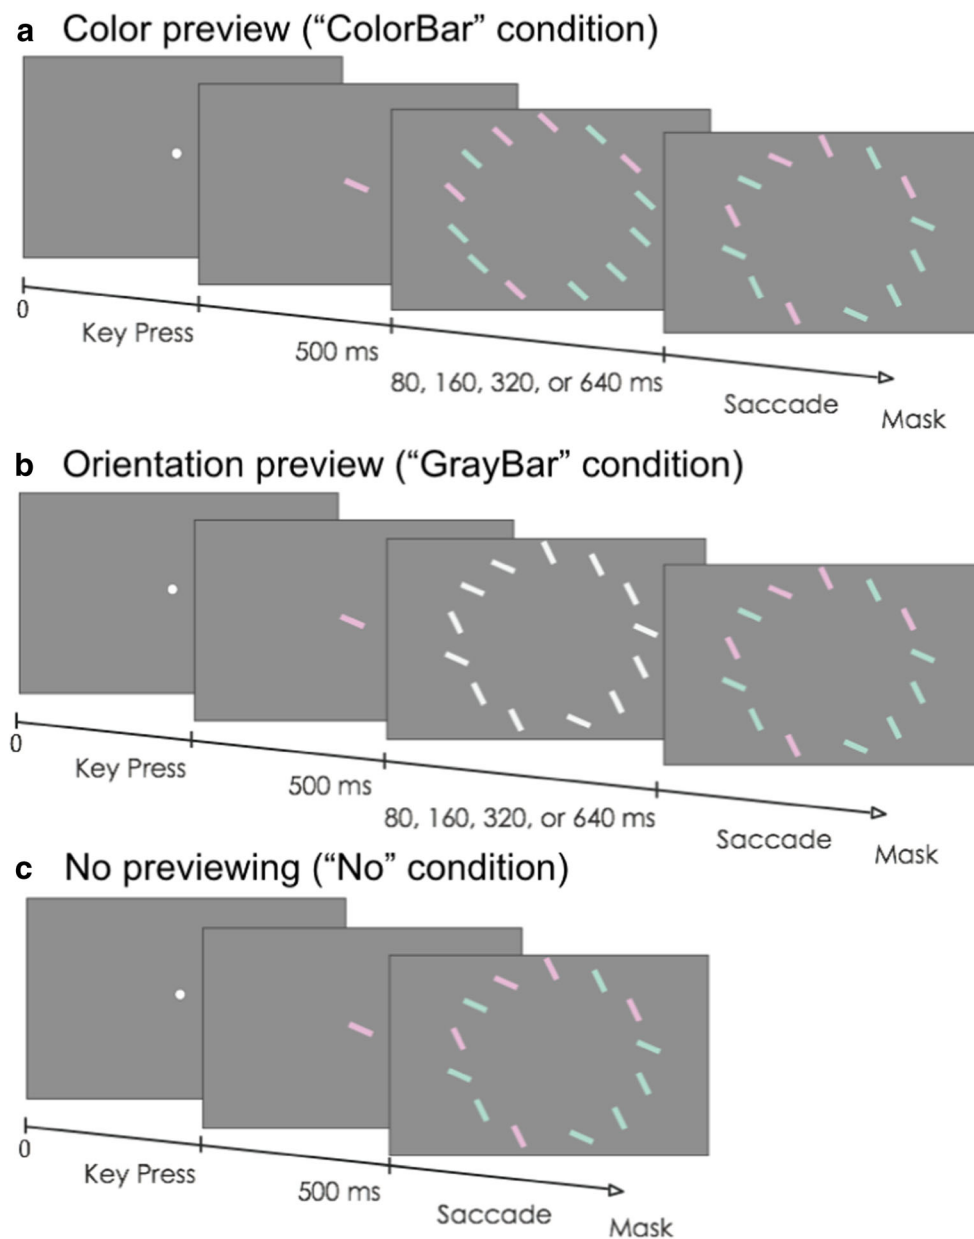 a Color preview (“ColorBar” condition)
0
Key Press
500 ms
80, 160, 320, or 640 ms
Saccade
Mask
b Orientation preview (“GrayBar” condition)
0
Key Press
500 ms
80, 160, 320, or 640 ms
Saccade
Mask
c No previewing (“No” condition)
0
Key Press
500 ms
Saccade
Mask